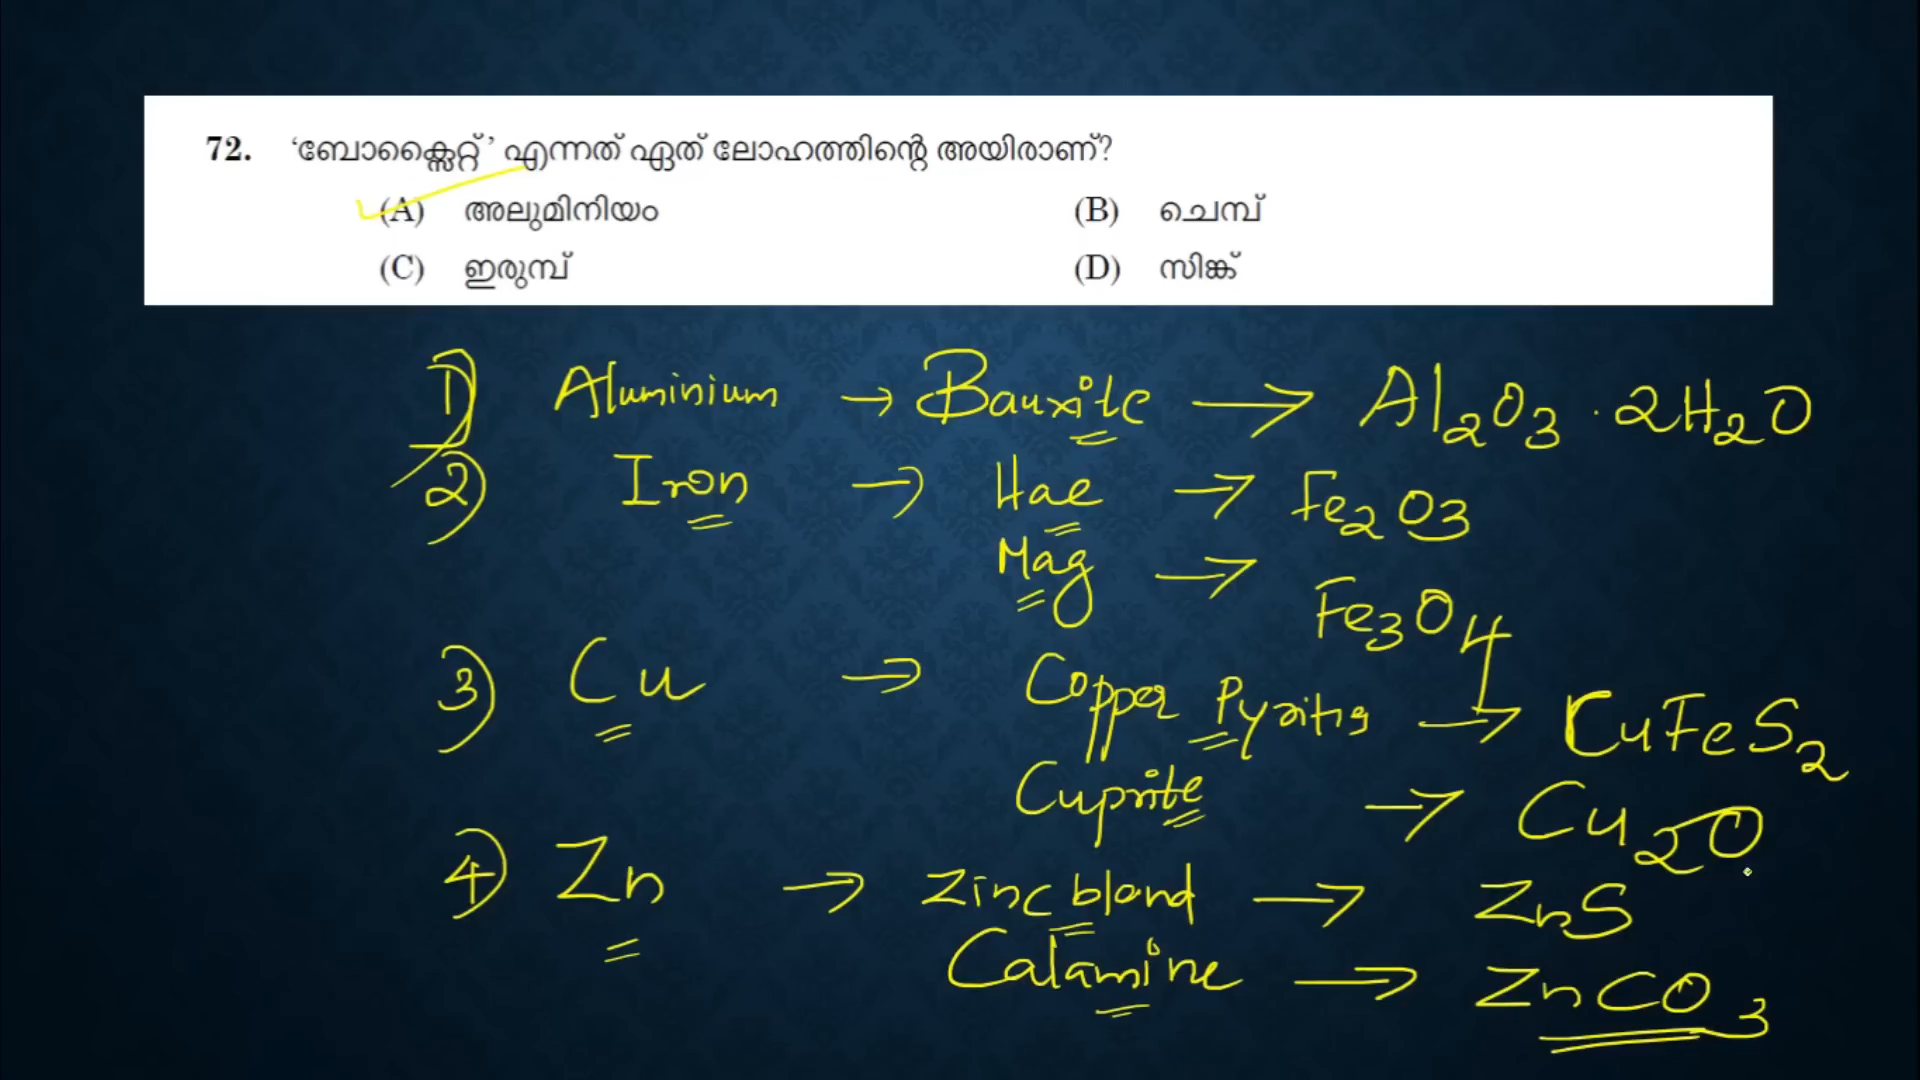 72. 'ബോക്സൈറ്റ്' എന്നത് ഏത് ലോഹത്തിന്റെ അയിരാണ്?
(A) അലുമിനിയം (B) ചെമ്പ്
(C) ഇരുമ്പ് (D) സിങ്ക്
1) Aluminium → Bauxite → Al₂O₃ · 2H₂O
2) Iron → Hae → Fe₂O₃
Mag → Fe₃O₄
3) Cu → Copper Pyritis → CuFeS₂
Cuprite → Cu₂O
4) Zn → Zinc blend → ZnS
Calamine → ZnCO₃